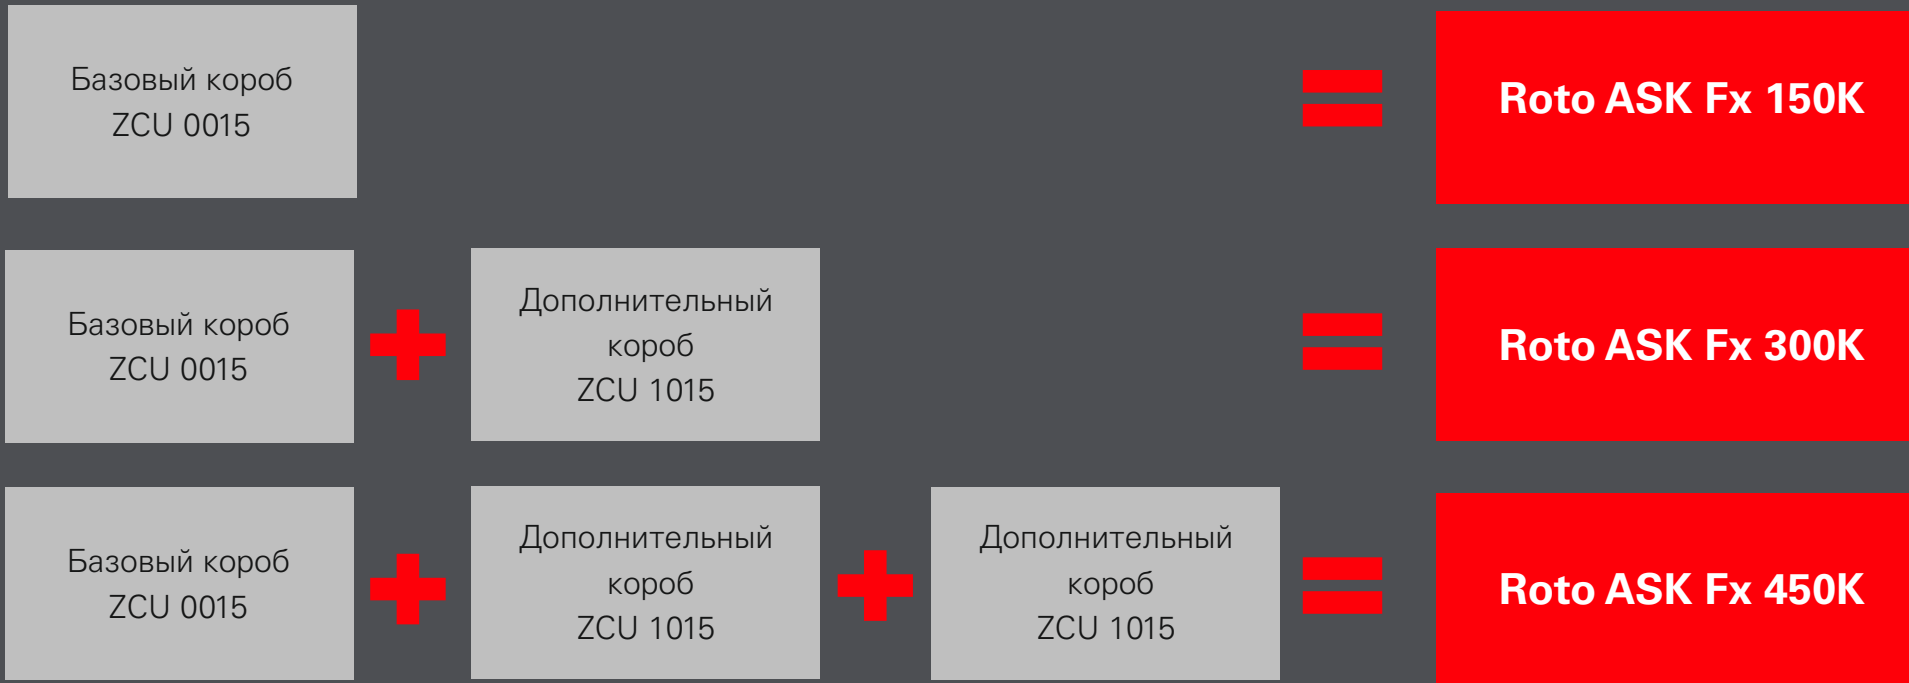 Базовый короб
ZCU 0015
Roto ASK Fx 150K
Базовый короб
ZCU 0015
Дополнительный
короб
ZCU 1015
Roto ASK Fx 300K
Базовый короб
ZCU 0015
Дополнительный
короб
ZCU 1015
Дополнительный
короб
ZCU 1015
Roto ASK Fx 450K